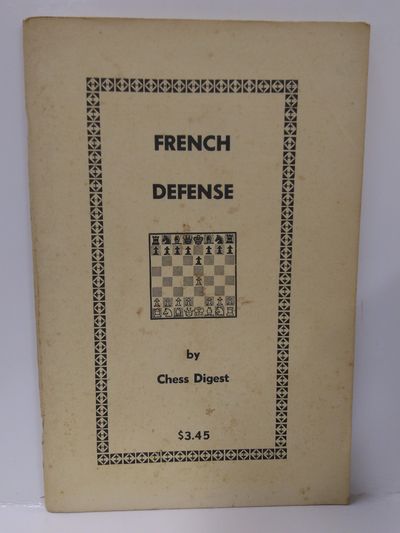 FRENCH
DEFENSE
by
Chess Digest
$3.45